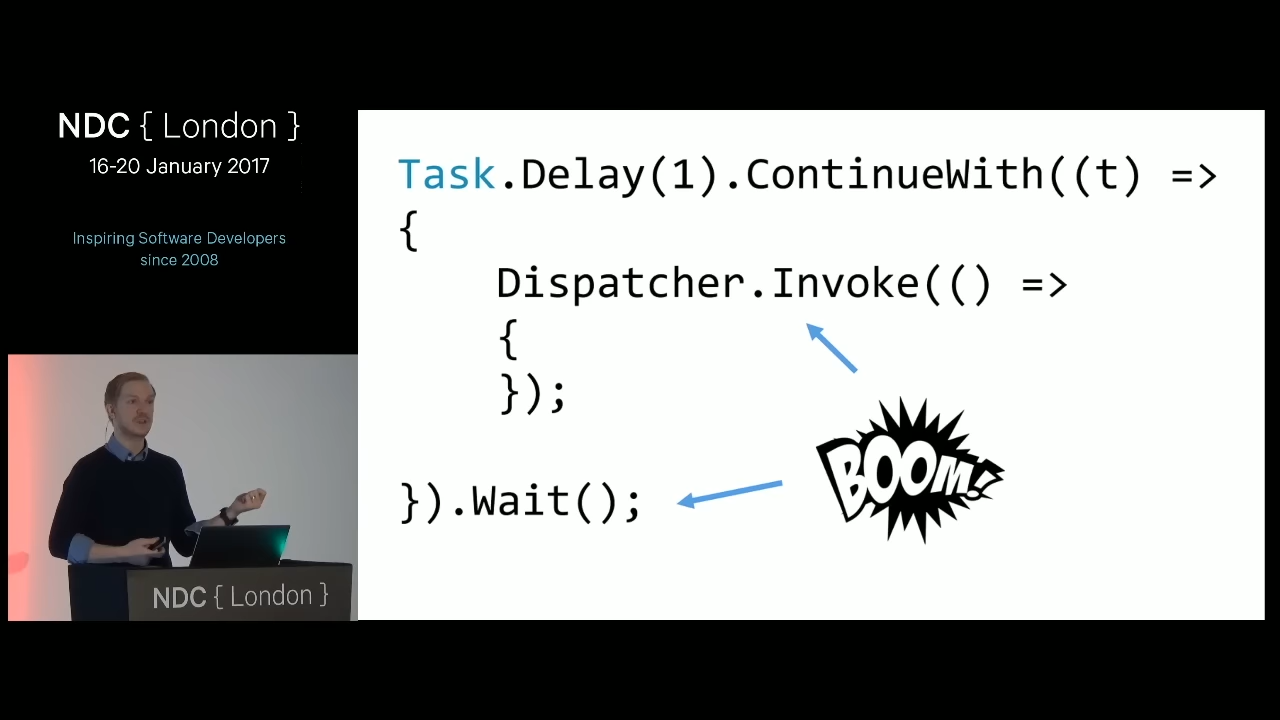 NDC { London }
16-20 January 2017
Inspiring Software Developers
since 2008
Task.Delay(1).ContinueWith((t) =>
{
    Dispatcher.Invoke(() =>
    {
    });
}).Wait();
BOOM!
NDC { London }